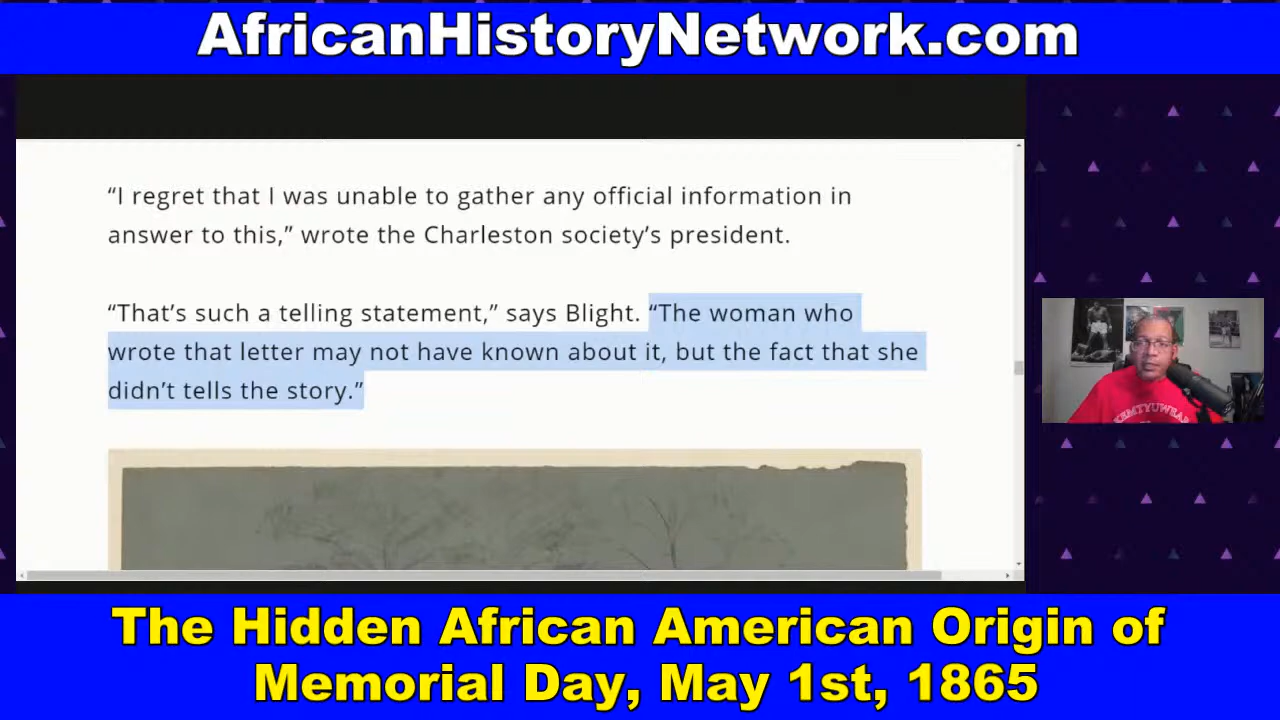 AfricanHistoryNetwork.com
“I regret that I was unable to gather any official information in
answer to this,” wrote the Charleston society’s president.
“That’s such a telling statement,” says Blight. “The woman who
wrote that letter may not have known about it, but the fact that she
didn’t tells the story.”
KEMTYUWEAR
The Hidden African American Origin of
Memorial Day, May 1st, 1865